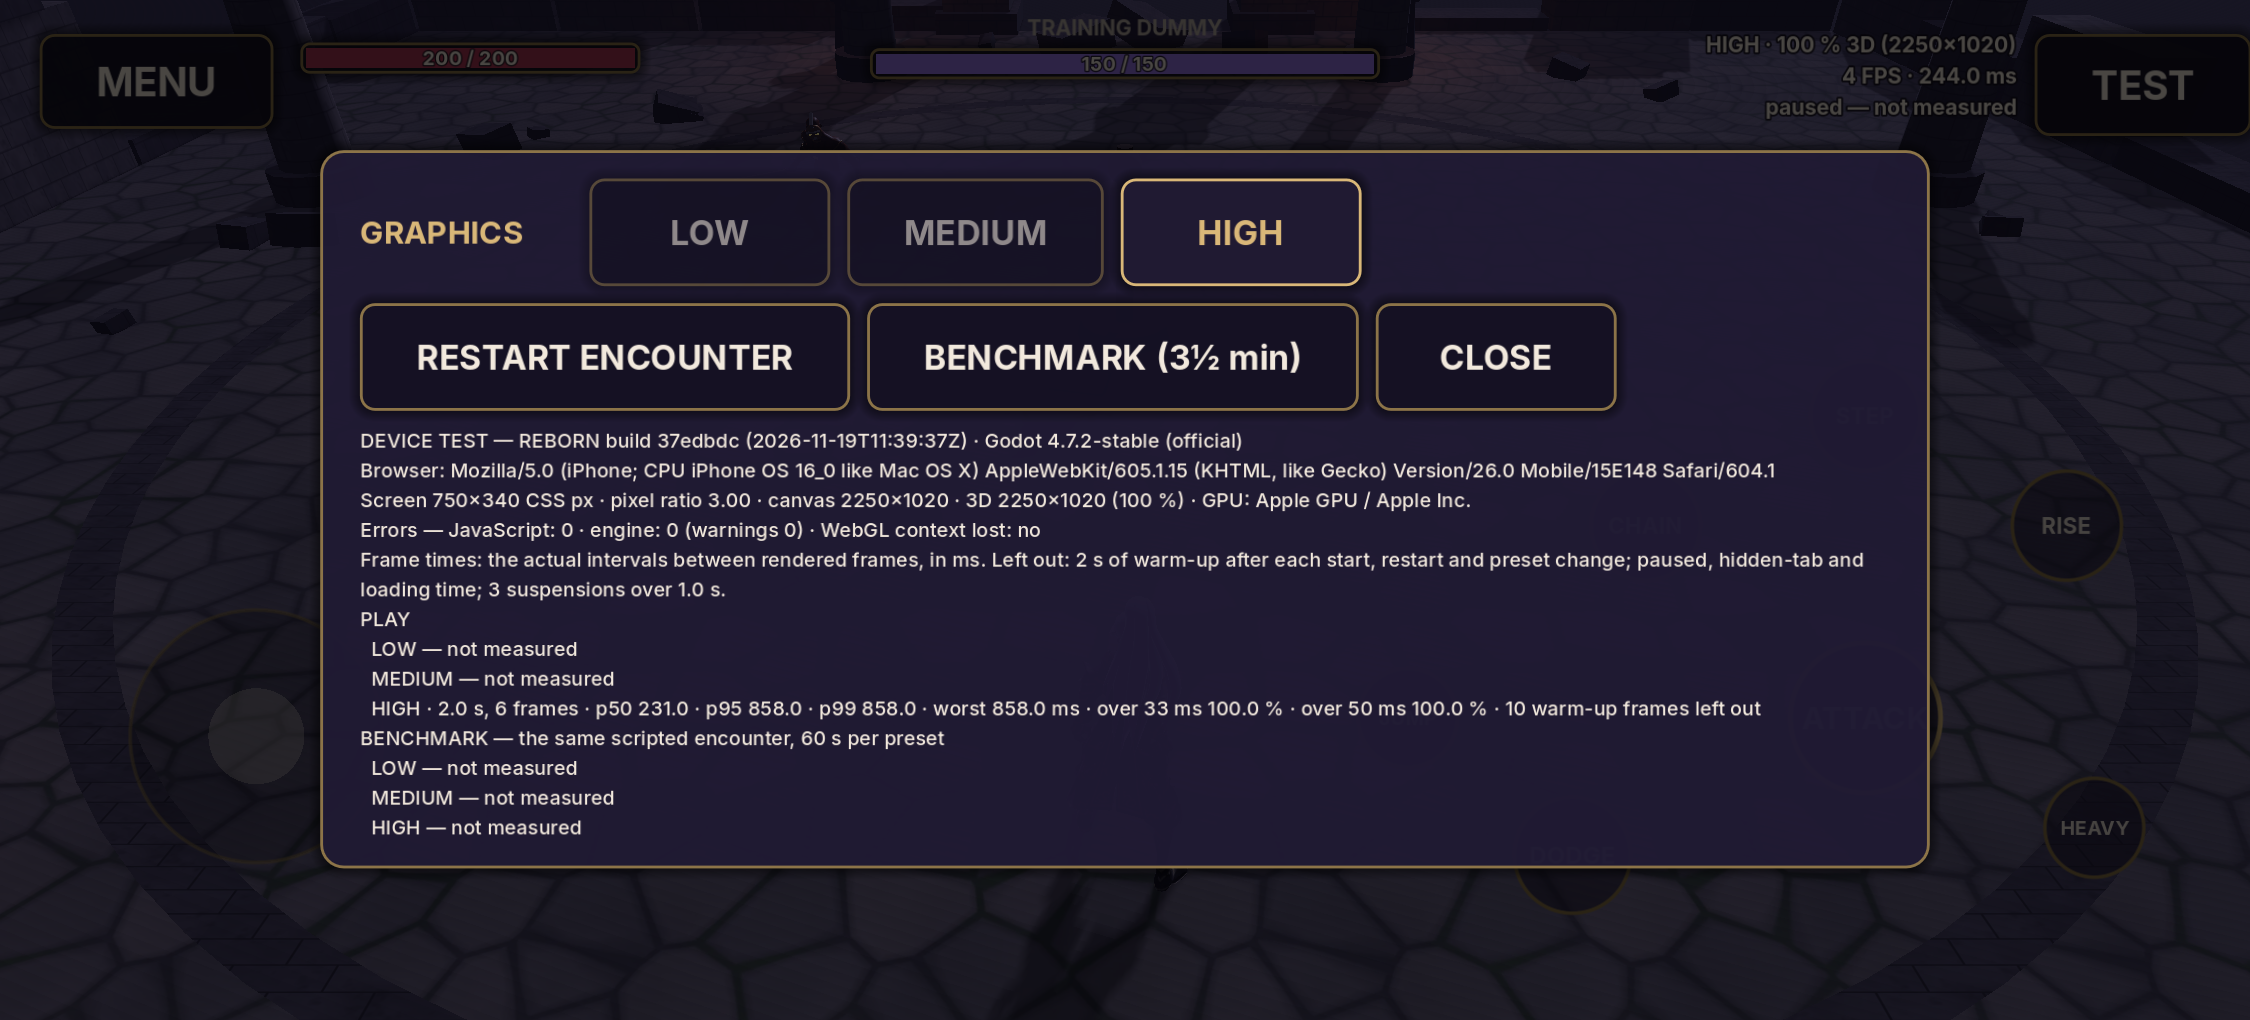 TRAINING DUMMY
MENU
200 / 200
150 / 150
HIGH · 100 % 3D (2250×1020)
4 FPS · 244.0 ms
paused — not measured
TEST
GRAPHICS
LOW
MEDIUM
HIGH
RESTART ENCOUNTER
BENCHMARK (3½ min)
CLOSE
DEVICE TEST — REBORN build 37edbdc (2026-11-19T11:39:37Z) · Godot 4.7.2-stable (official)
Browser: Mozilla/5.0 (iPhone; CPU iPhone OS 16_0 like Mac OS X) AppleWebKit/605.1.15 (KHTML, like Gecko) Version/26.0 Mobile/15E148 Safari/604.1
Screen 750×340 CSS px · pixel ratio 3.00 · canvas 2250×1020 · 3D 2250×1020 (100 %) · GPU: Apple GPU / Apple Inc.
Errors — JavaScript: 0 · engine: 0 (warnings 0) · WebGL context lost: no
Frame times: the actual intervals between rendered frames, in ms. Left out: 2 s of warm-up after each start, restart and preset change; paused, hidden-tab and
loading time; 3 suspensions over 1.0 s.
PLAY
LOW — not measured
MEDIUM — not measured
HIGH · 2.0 s, 6 frames · p50 231.0 · p95 858.0 · p99 858.0 · worst 858.0 ms · over 33 ms 100.0 % · over 50 ms 100.0 % · 10 warm-up frames left out
BENCHMARK — the same scripted encounter, 60 s per preset
LOW — not measured
MEDIUM — not measured
HIGH — not measured
RISE
ATTACK
HEAVY